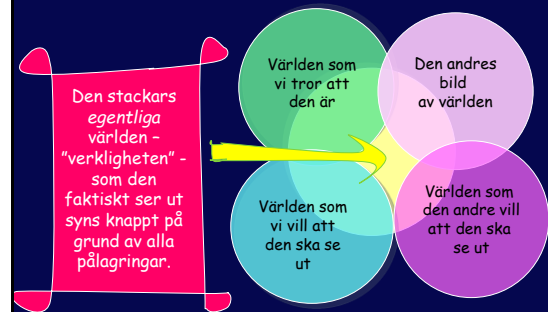 Den stackars
egentliga
världen –
"verkligheten" -
som den
faktiskt ser ut
syns knappt på
grund av alla
pålagringar.
Världen som
vi tror att
den är
Den andres
bild
av världen
Världen som
vi vill att
den ska se
ut
Världen som
den andre vill
att den ska
se ut